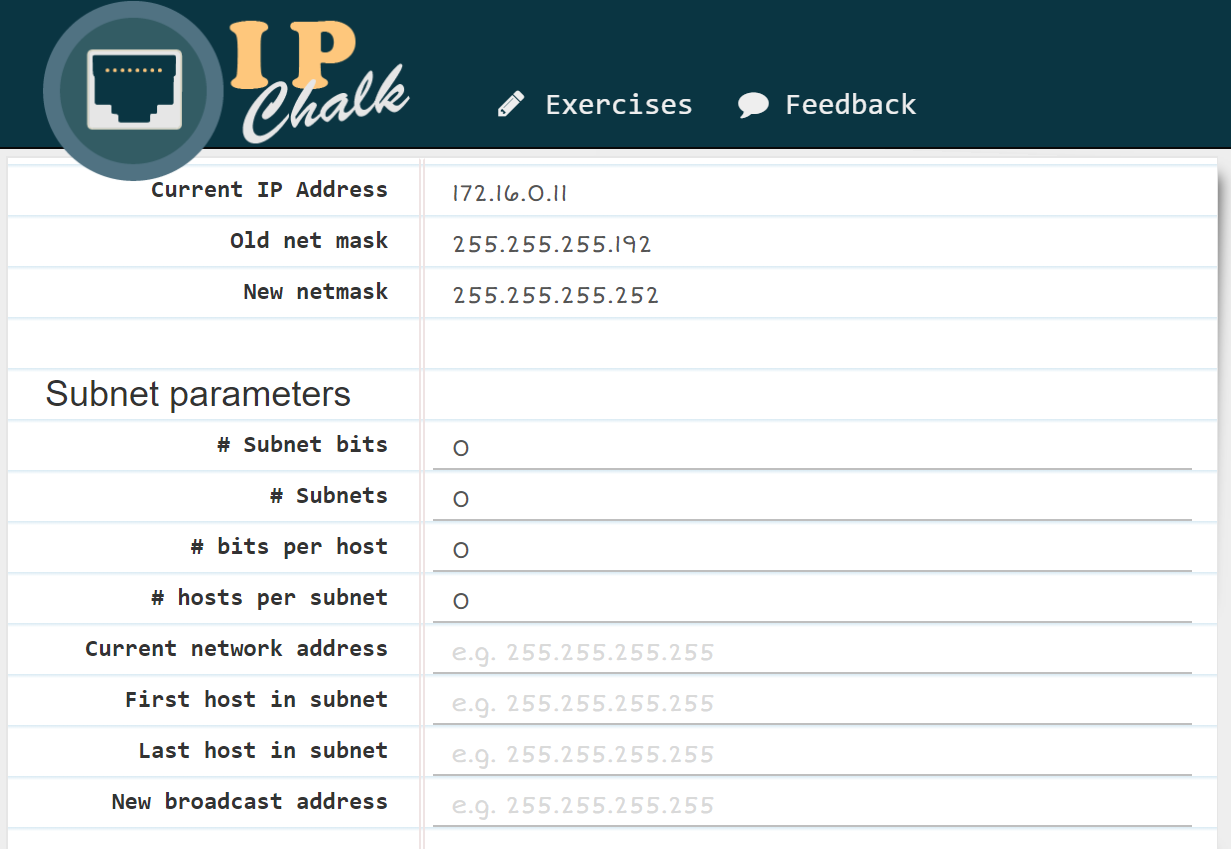 IP
Chalk
Exercises Feedback
Current IP Address 172.16.0.11
Old net mask 255.255.255.192
New netmask 255.255.255.252
Subnet parameters
# Subnet bits 0
# Subnets 0
# bits per host 0
# hosts per subnet 0
Current network address e.g. 255.255.255.255
First host in subnet e.g. 255.255.255.255
Last host in subnet e.g. 255.255.255.255
New broadcast address e.g. 255.255.255.255